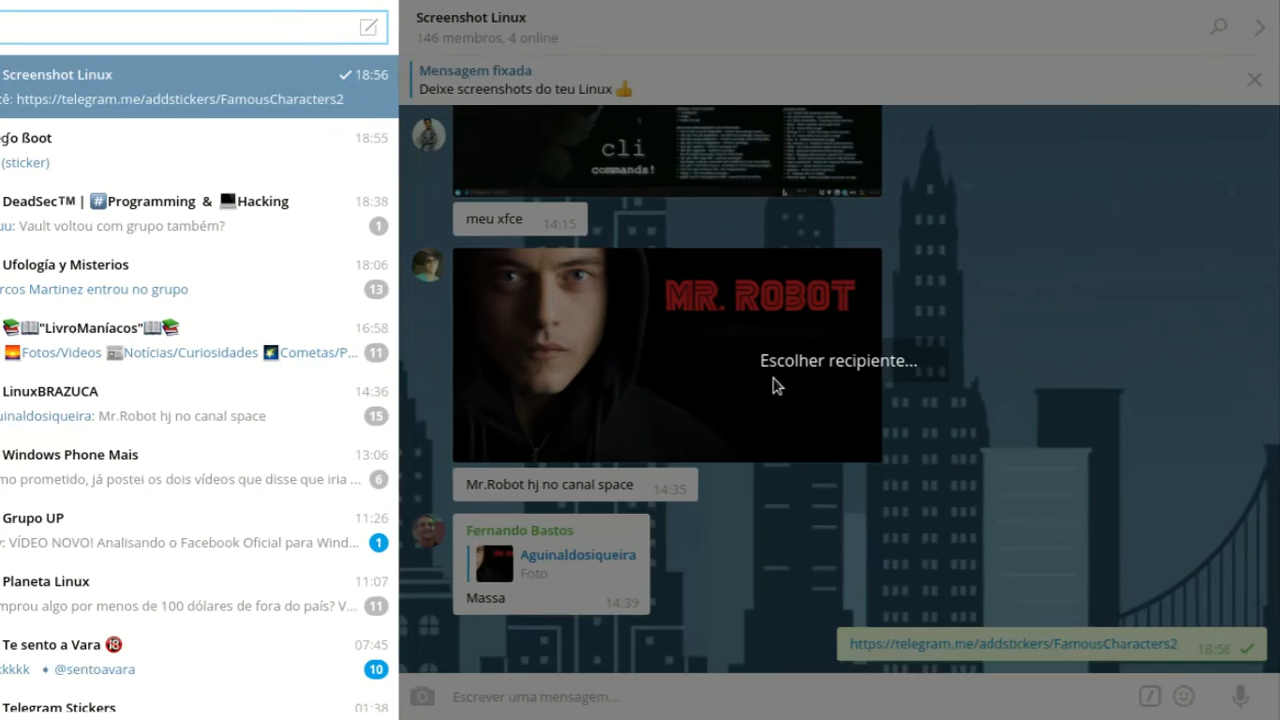 Screenshot Linux
18:56
cê: https://telegram.me/addstickers/FamousCharacters2
ßoot
18:55
(sticker)
DeadSec™ | #️⃣Programming & 💻Hacking
18:38
uu: Vault voltou com grupo também?
1
Ufología y Misterios
18:06
rcos Martinez entrou no grupo
13
📚📖"LivroManíacos"📖📚
16:58
🌅Fotos/Videos 📰Notícias/Curiosidades 🌠Cometas/P...
11
LinuxBRAZUCA
14:36
uinaldosiqueira: Mr.Robot hj no canal space
15
Windows Phone Mais
13:06
mo prometido, já postei os dois vídeos que disse que iria ...
6
Grupo UP
11:26
r: VÍDEO NOVO! Analisando o Facebook Oficial para Wind...
1
Planeta Linux
11:07
mprou algo por menos de 100 dólares de fora do país? V...
11
Te sento a Vara 🔞
07:45
kkkkk ➧ @sentoavara
10
Telegram Stickers
01:38
Screenshot Linux
146 membros, 4 online
Mensagem fixada
Deixe screenshots do teu Linux 👍
cli
commands!
meu xfce
14:15
MR. ROBOT
Escolher recipiente...
Mr.Robot hj no canal space
14:35
Fernando Bastos
Aguinaldosiqueira
Foto
Massa
14:39
https://telegram.me/addstickers/FamousCharacters2
18:56
Escrever uma mensagem...